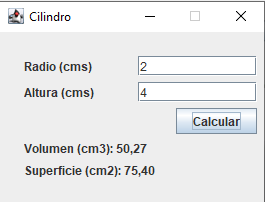 Cilindro
Radio (cms) 2
Altura (cms) 4
Calcular
Volumen (cm3): 50,27
Superficie (cm2): 75,40